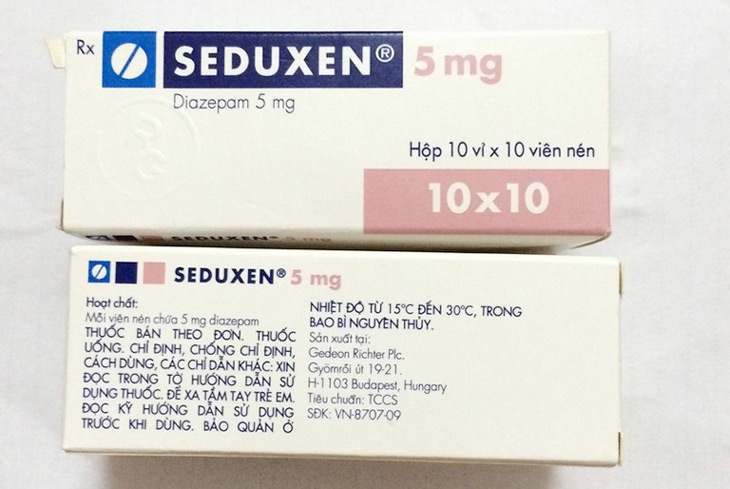 Rx
SEDUXEN® 5 mg
Diazepam 5 mg
Hộp 10 vỉ x 10 viên nén
10x10
SEDUXEN® 5 mg
SEDUXEN® 5 mg
Hoạt chất:
Mỗi viên nén chứa 5 mg diazepam
THUỐC BÁN THEO ĐƠN. THUỐC
UỐNG. CHỈ ĐỊNH, CHỐNG CHỈ ĐỊNH,
CÁCH DÙNG, CÁC CHỈ DẪN KHÁC: XIN
ĐỌC TRONG TỜ HƯỚNG DẪN SỬ
DỤNG THUỐC. ĐỂ XA TẦM TAY TRẺ EM.
ĐỌC KỸ HƯỚNG DẪN SỬ DỤNG
TRƯỚC KHI DÙNG. BẢO QUẢN Ở
NHIỆT ĐỘ TỪ 15°C ĐẾN 30°C, TRONG
BAO BÌ NGUYÊN THỦY.
Sản xuất tại:
Gedeon Richter Plc.
Gyömrői út 19-21.
H-1103 Budapest, Hungary
Tiêu chuẩn: TCCS
SĐK: VN-8707-09